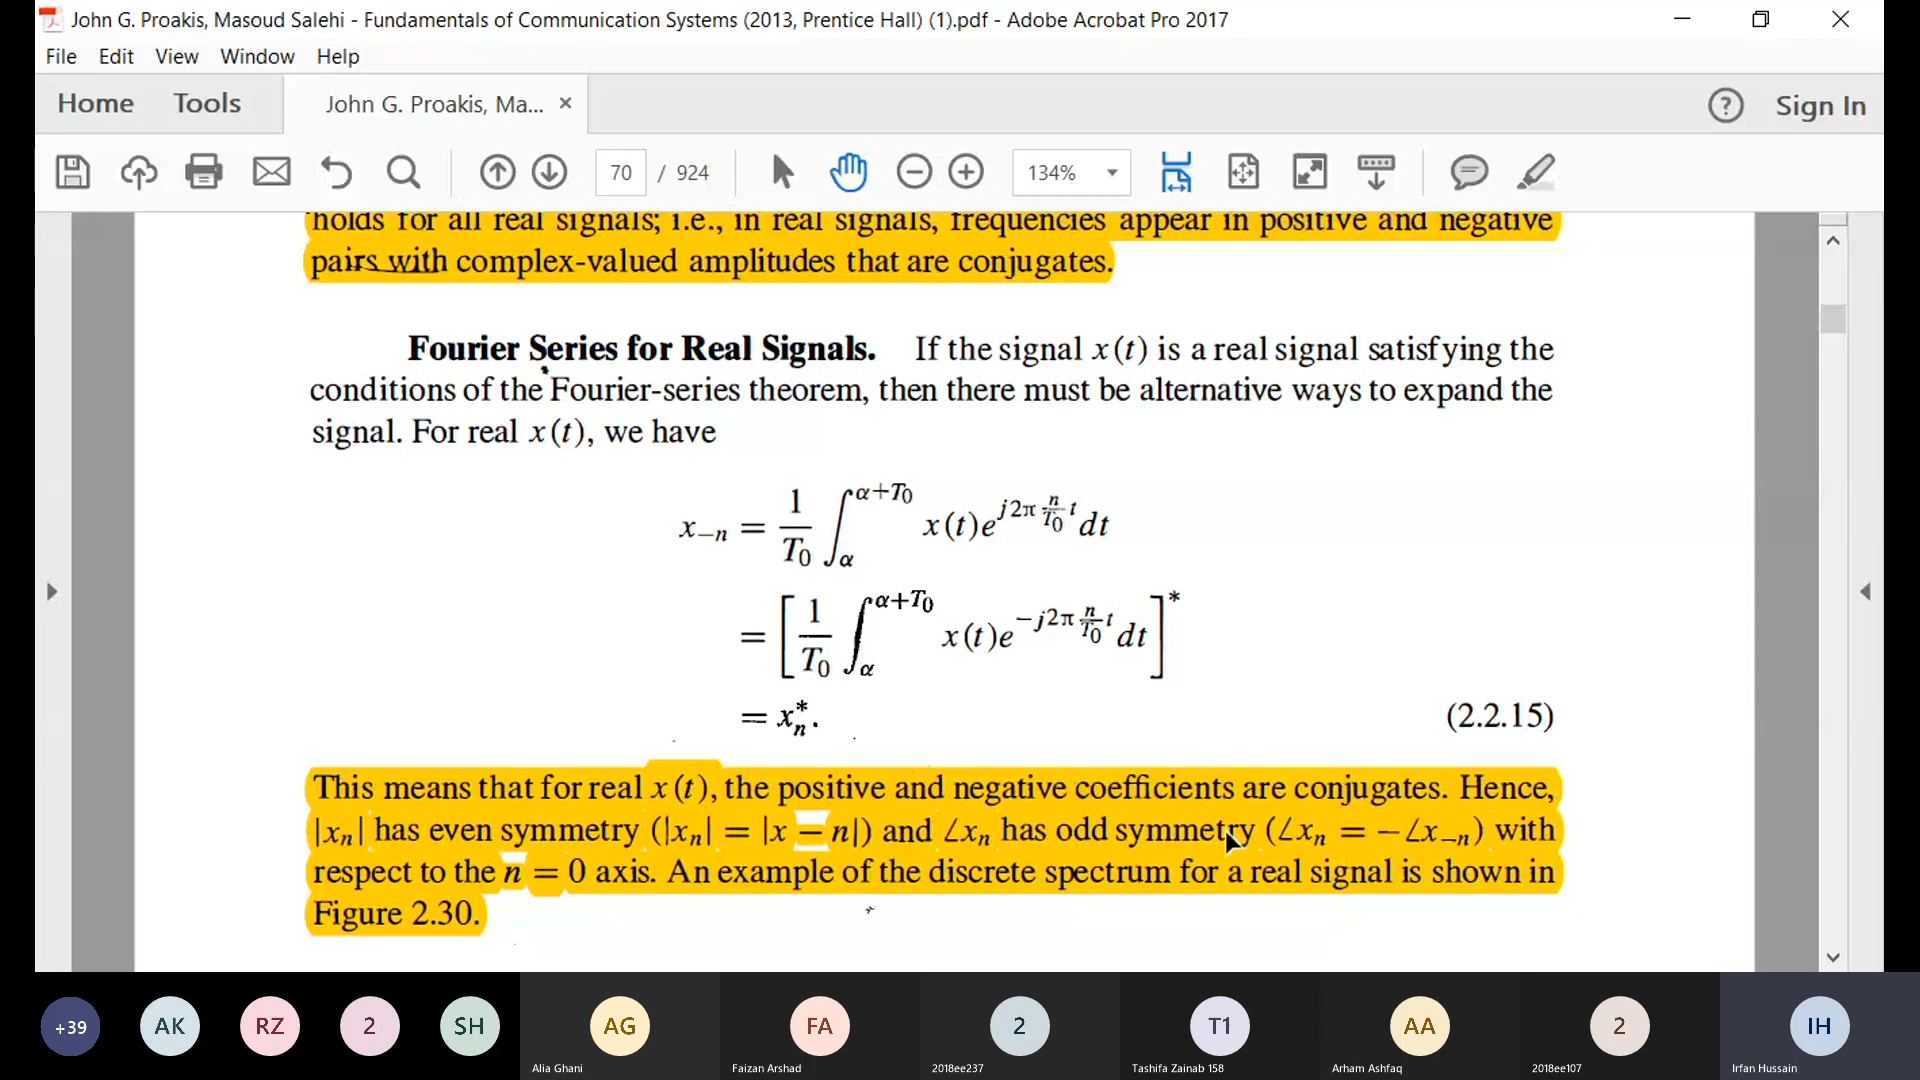 John G. Proakis, Masoud Salehi - Fundamentals of Communication Systems (2013, Prentice Hall) (1).pdf - Adobe Acrobat Pro 2017
File Edit View Window Help
Home Tools John G. Proakis, Ma... × ? Sign In
70 / 924 134%
holds for all real signals; i.e., in real signals, frequencies appear in positive and negative
pairs with complex-valued amplitudes that are conjugates.
Fourier Series for Real Signals. If the signal x(t) is a real signal satisfying the
conditions of the Fourier-series theorem, then there must be alternative ways to expand the
signal. For real x(t), we have
x_{-n} = \frac{1}{T_0} \int_{α}^{α+T_0} x(t)e^{j2π\frac{n}{T_0}t} dt
= \left[ \frac{1}{T_0} \int_{α}^{α+T_0} x(t)e^{-j2π\frac{n}{T_0}t} dt \right]^*
= x_n^*. (2.2.15)
This means that for real x(t), the positive and negative coefficients are conjugates. Hence,
|x_n| has even symmetry (|x_n| = |x − n|) and ∠x_n has odd symmetry (∠x_n = −∠x_{−n}) with
respect to the n = 0 axis. An example of the discrete spectrum for a real signal is shown in
Figure 2.30.
+39 AK RZ 2 SH AG FA 2 T1 AA 2 IH
Alia Ghani Faizan Arshad 2018ee237 Tashifa Zainab 158 Arham Ashfaq 2018ee107 Irfan Hussain